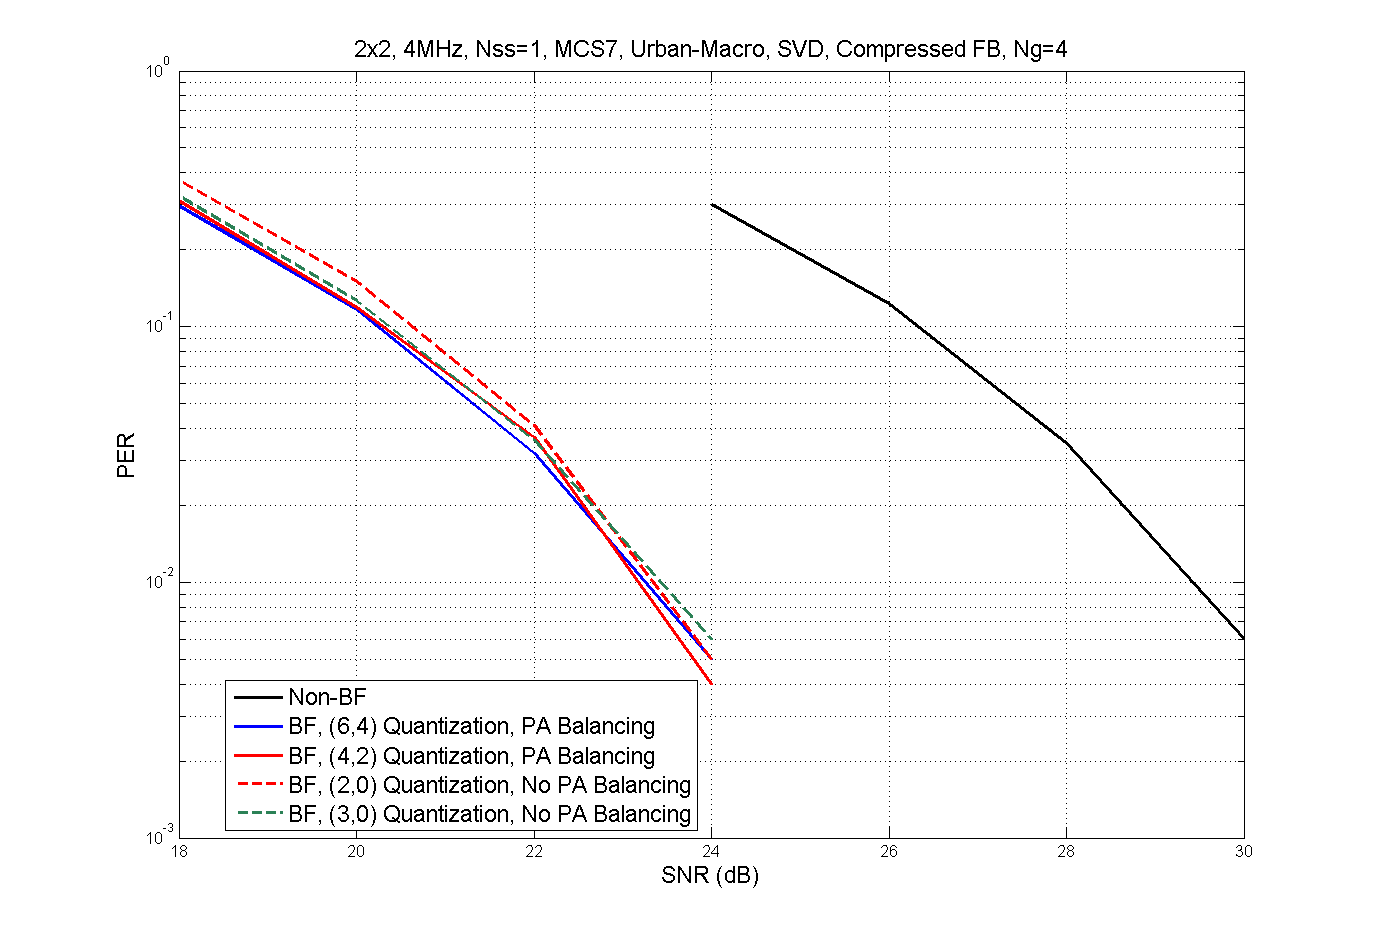 2x2, 4MHz, Nss=1, MCS7, Urban-Macro, SVD, Compressed FB, Ng=4
10^0
10^-1
10^-2
10^-3
PER
Non-BF
BF, (6,4) Quantization, PA Balancing
BF, (4,2) Quantization, PA Balancing
BF, (2,0) Quantization, No PA Balancing
BF, (3,0) Quantization, No PA Balancing
18 20 22 24 26 28 30
SNR (dB)